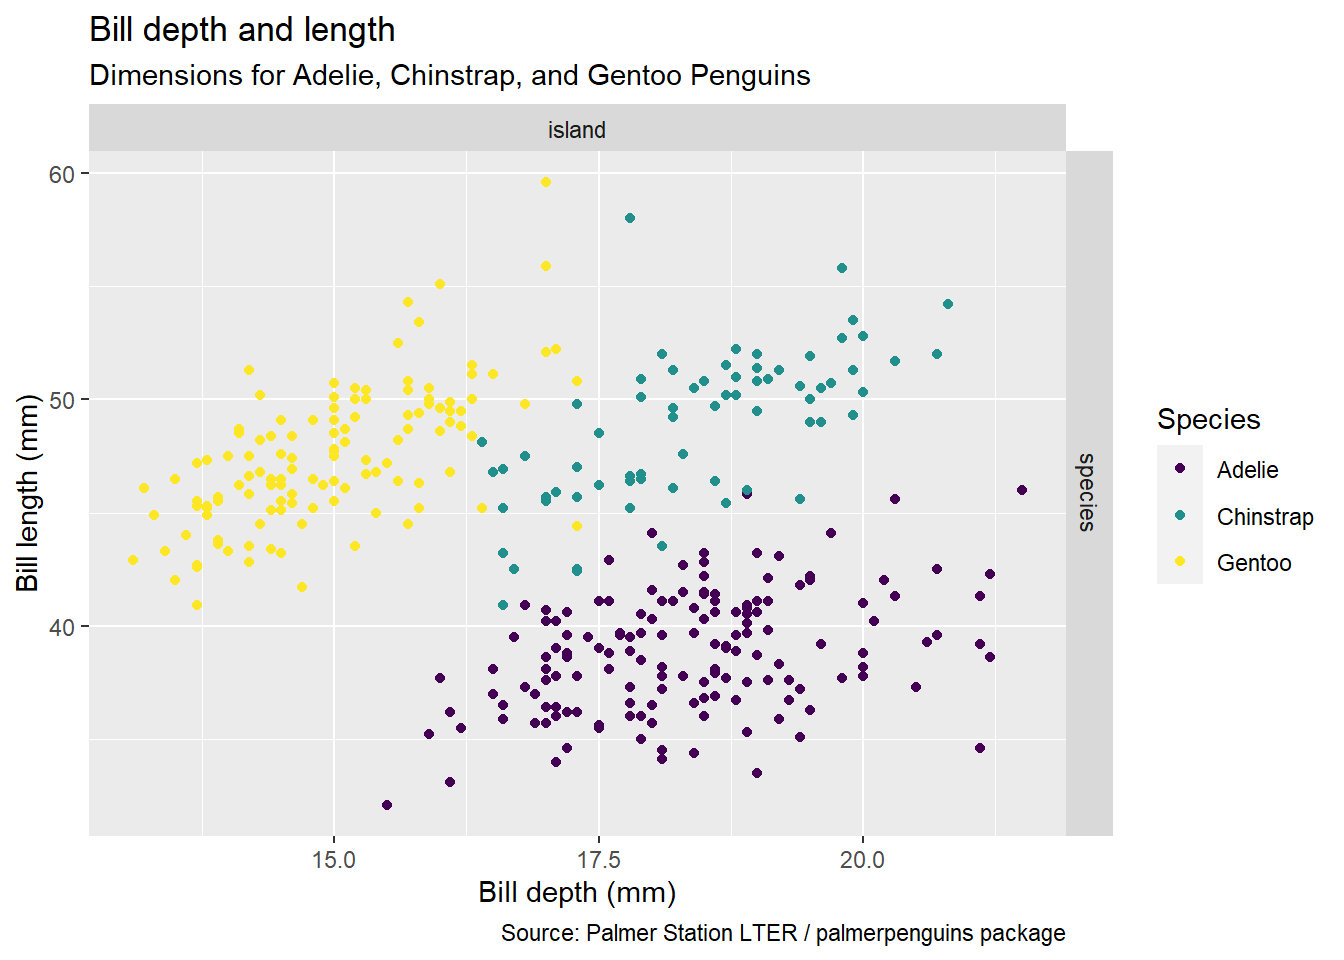 Bill depth and length
Dimensions for Adelie, Chinstrap, and Gentoo Penguins
island
species
60
50
40
Bill length (mm)
15.0
17.5
20.0
Bill depth (mm)
Species
Adelie
Chinstrap
Gentoo
Source: Palmer Station LTER / palmerpenguins package